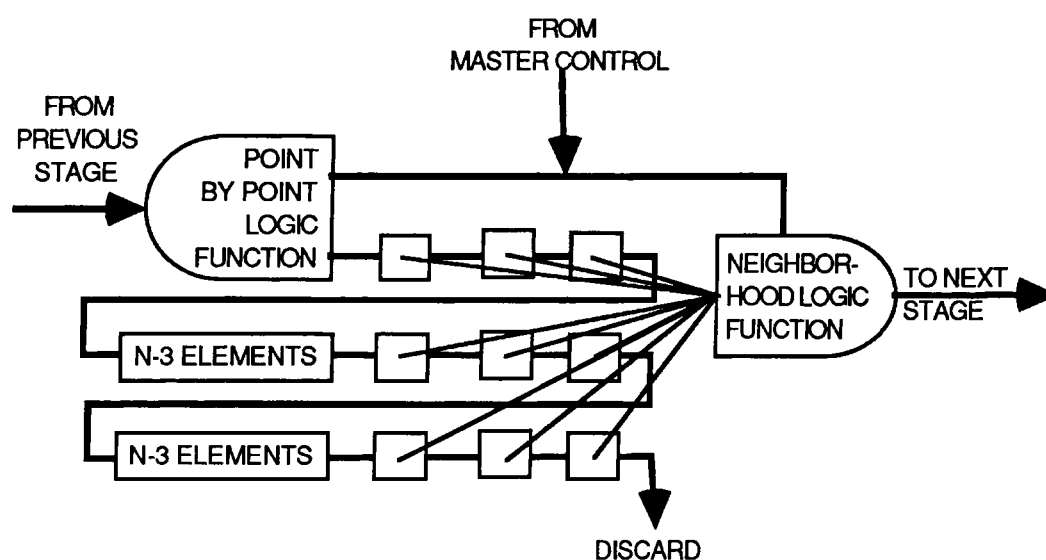 FROM
MASTER CONTROL
FROM
PREVIOUS
STAGE
POINT
BY POINT
LOGIC
FUNCTION
NEIGHBOR-
HOOD LOGIC
FUNCTION
TO NEXT
STAGE
N-3 ELEMENTS
N-3 ELEMENTS
DISCARD